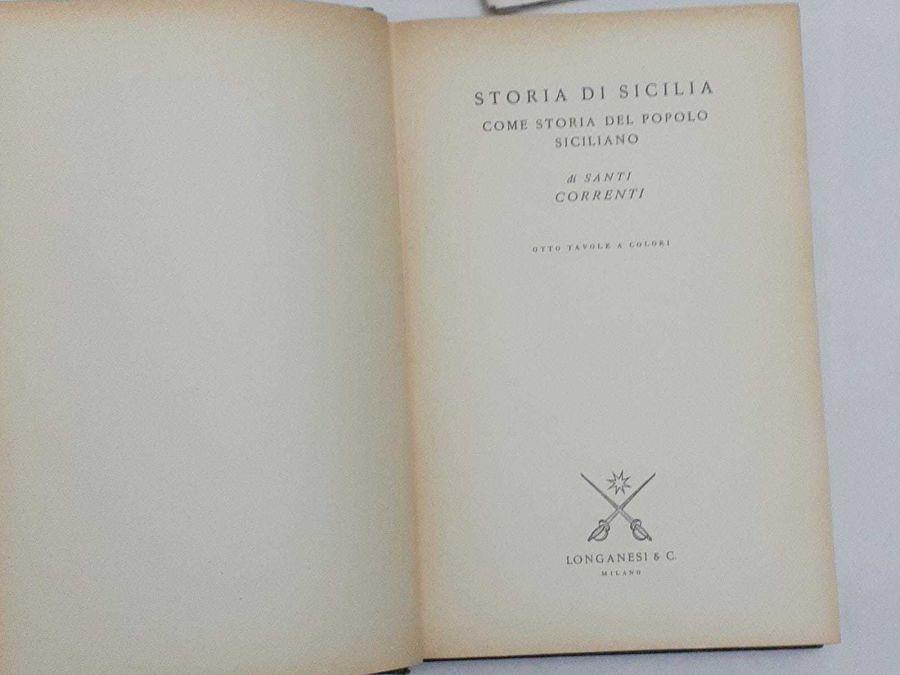 STORIA DI SICILIA
COME STORIA DEL POPOLO
SICILIANO
di SANTI
CORRENTI
OTTO TAVOLE A COLORI
LONGANESI & C.
MILANO